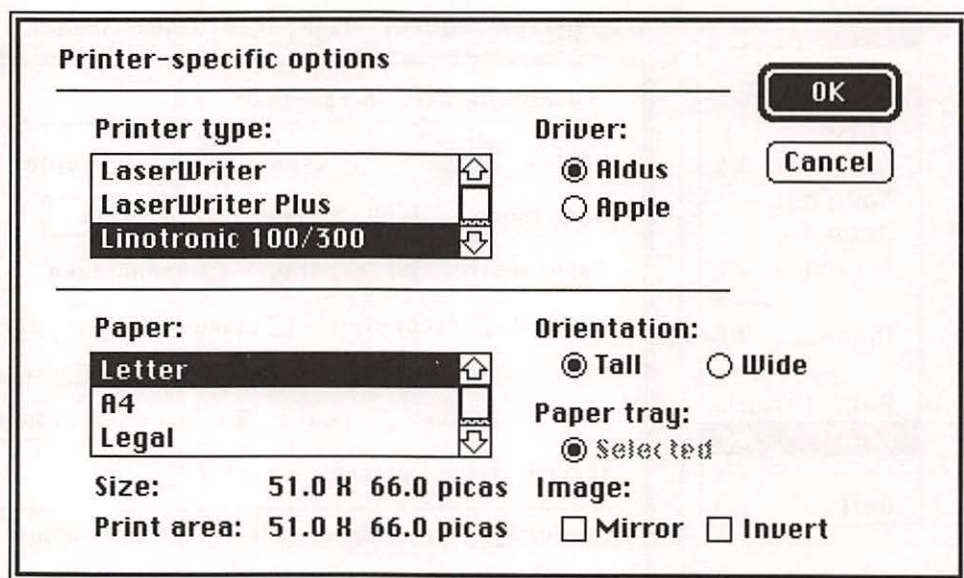 Printer-specific options
OK
Cancel
Printer type:
LaserWriter
LaserWriter Plus
Linotronic 100/300
Driver:
Aldus
Apple
Paper:
Letter
A4
Legal
Orientation:
Tall Wide
Paper tray:
Selected
Size: 51.0 X 66.0 picas
Print area: 51.0 X 66.0 picas
Image:
Mirror Invert